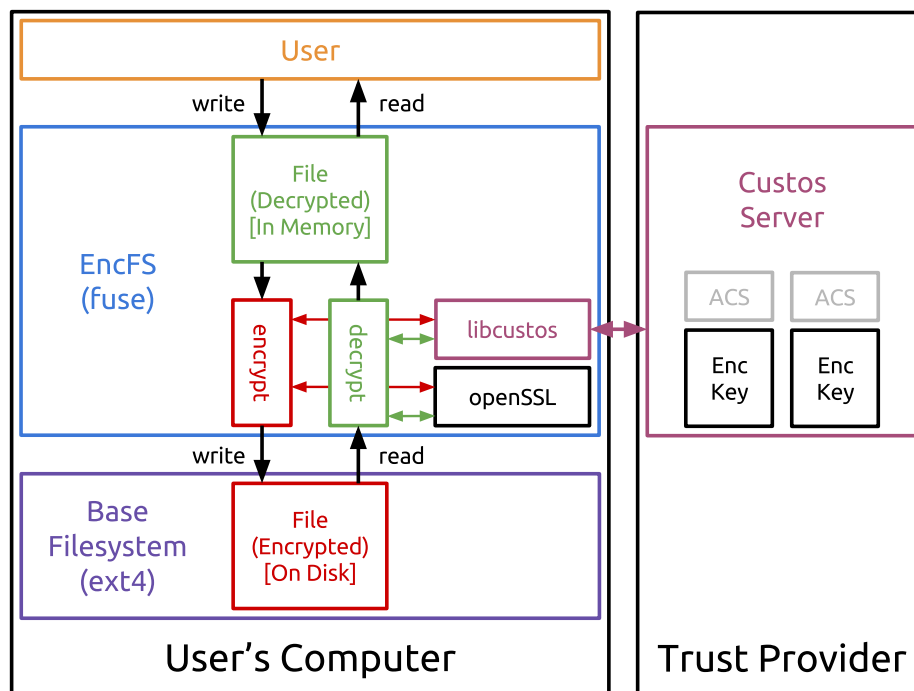 User
write
read
File
(Decrypted)
[In Memory]
EncFS
(fuse)
encrypt
decrypt
libcustos
openSSL
write
read
Base
Filesystem
(ext4)
File
(Encrypted)
[On Disk]
User’s Computer
Custos
Server
ACS
ACS
Enc
Key
Enc
Key
Trust Provider